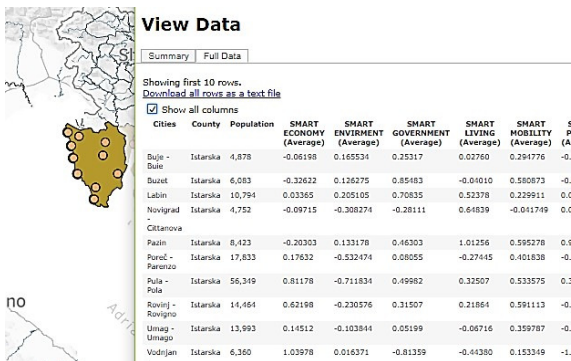 View Data
Summary Full Data
Showing first 10 rows.
Download all rows as a text file
Show all columns
Cities County Population SMART ECONOMY (Average) SMART ENVIRMENT (Average) SMART GOVERNMENT (Average) SMART LIVING (Average) SMART MOBILITY (Average)
Buje - Buie Istarska 4,878 -0.06198 0.165534 0.25317 0.02760 0.294776
Buzet Istarska 6,083 -0.32622 0.126275 0.85483 -0.04010 0.580873
Labin Istarska 10,794 0.03365 0.205105 0.70835 0.52378 0.229911
Novigrad - Cittanova Istarska 4,752 -0.09715 -0.308274 -0.28111 0.64839 -0.041749
Pazin Istarska 8,423 -0.20303 0.133178 0.46303 1.01256 0.595278
Poreč - Parenzo Istarska 17,833 0.17632 -0.532474 0.08055 -0.27445 0.401838
Pula - Pola Istarska 56,349 0.81178 -0.711834 0.49982 0.32507 0.533575
Rovinj - Rovigno Istarska 14,464 0.62198 -0.230576 0.31507 0.21864 0.591113
Umag - Umago Istarska 13,993 0.14512 -0.103844 0.05199 -0.06716 0.359787
Vodnjan Istarska 6,360 1.03978 0.016371 -0.81359 -0.44380 0.153349
no